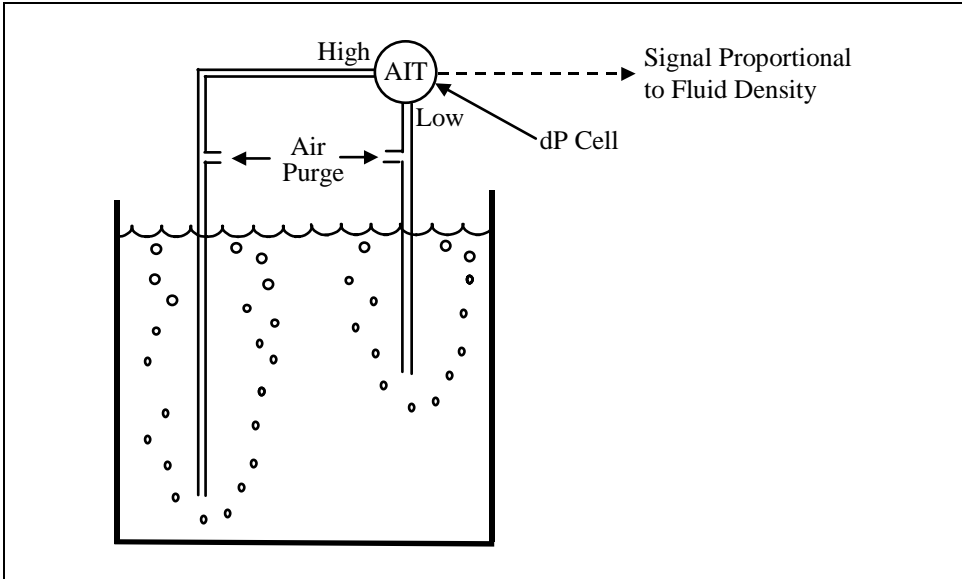 High
AIT
Signal Proportional
to Fluid Density
Low
dP Cell
Air
Purge